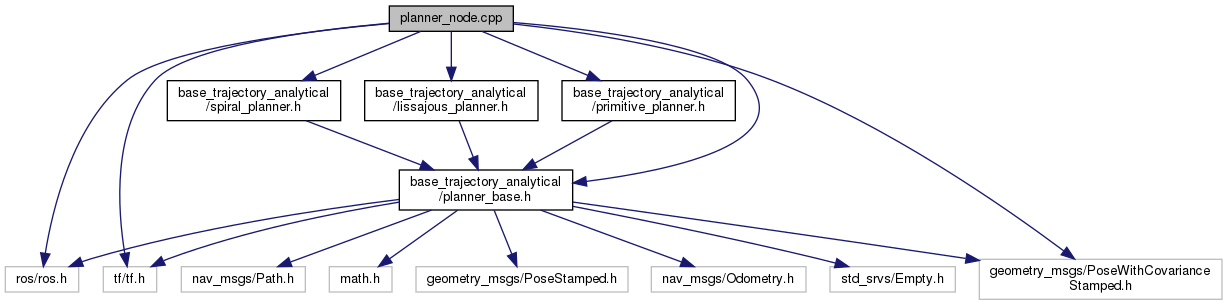 planner_node.cpp
base_trajectory_analytical
/spiral_planner.h
base_trajectory_analytical
/lissajous_planner.h
base_trajectory_analytical
/primitive_planner.h
base_trajectory_analytical
/planner_base.h
ros/ros.h
tf/tf.h
nav_msgs/Path.h
math.h
geometry_msgs/PoseStamped.h
nav_msgs/Odometry.h
std_srvs/Empty.h
geometry_msgs/PoseWithCovariance
Stamped.h